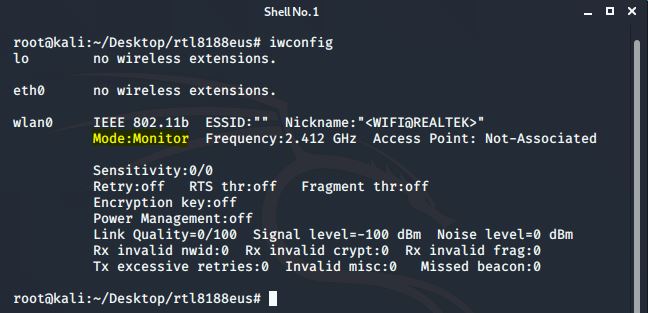 Shell No. 1
root@kali:~/Desktop/rtl8188eus# iwconfig
lo        no wireless extensions.
eth0      no wireless extensions.
wlan0     IEEE 802.11b  ESSID:""  Nickname:"<WIFI@REALTEK>"
          Mode:Monitor  Frequency:2.412 GHz  Access Point: Not-Associated
          Sensitivity:0/0
          Retry:off   RTS thr:off   Fragment thr:off
          Encryption key:off
          Power Management:off
          Link Quality=0/100  Signal level=-100 dBm  Noise level=0 dBm
          Rx invalid nwid:0  Rx invalid crypt:0  Rx invalid frag:0
          Tx excessive retries:0  Invalid misc:0   Missed beacon:0
root@kali:~/Desktop/rtl8188eus#